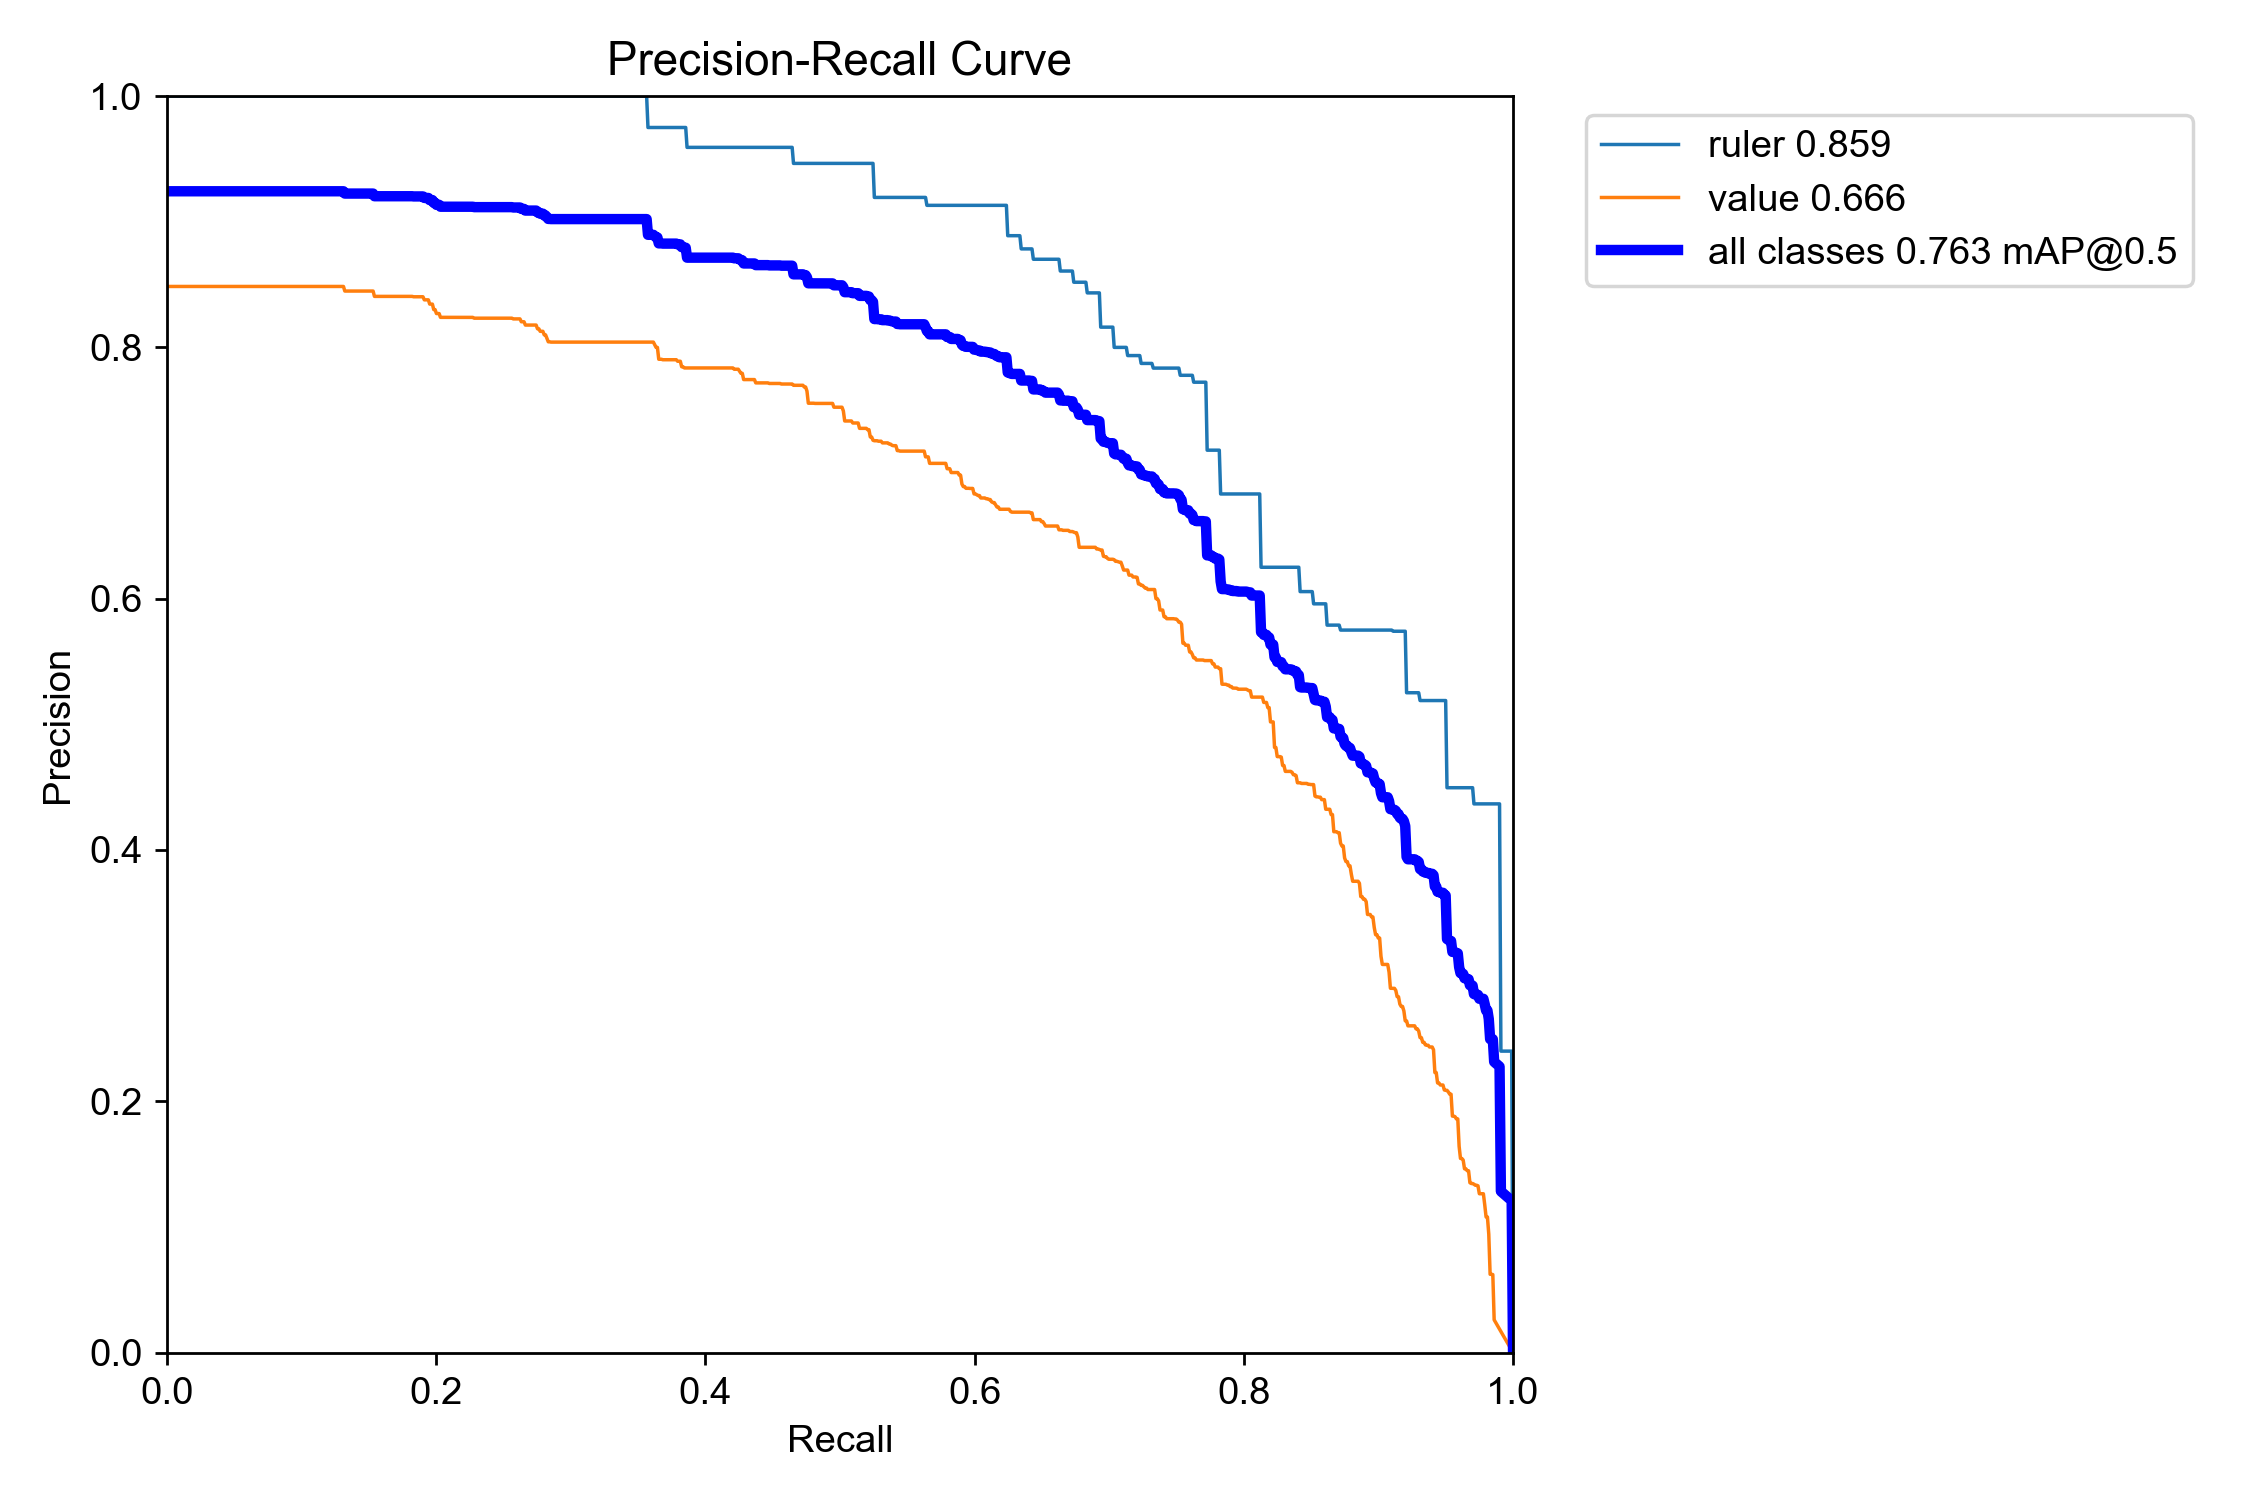 Precision-Recall Curve
1.0
0.8
0.6
0.4
0.2
0.0
Precision
0.0 0.2 0.4 0.6 0.8 1.0
Recall
ruler 0.859
value 0.666
all classes 0.763 mAP@0.5